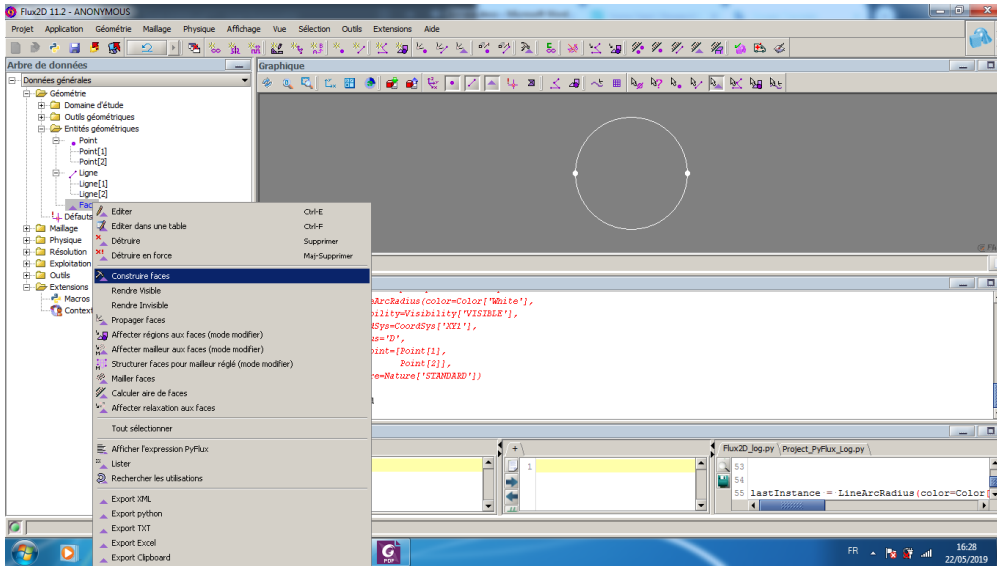 Flux2D 11.2 - ANONYMOUS
Projet Application Géométrie Maillage Physique Affichage Vue Sélection Outils Extensions Aide
Arbre de données
Graphique
Données générales
Géométrie
Domaine d'étude
Outils géométriques
Entités géométriques
Point
Point[1]
Point[2]
Ligne
Ligne[1]
Ligne[2]
Fac
Défauts
Maillage
Physique
Résolution
Exploitation
Outils
Extensions
Macros
Context
Editer Ctrl-E
Editer dans une table Ctrl-F
Détruire Supprimer
Détruire en force Maj-Supprimer
Construire faces
Rendre Visible
Rendre Invisible
Propager faces
Affecter régions aux faces (mode modifier)
Affecter mailleur aux faces (mode modifier)
Structurer faces pour mailleur réglé (mode modifier)
Mailler faces
Calculer aire de faces
Affecter relaxation aux faces
Tout sélectionner
Afficher l'expression PyFlux
Lister
Rechercher les utilisations
Export XML
Export python
Export TXT
Export Excel
Export Clipboard
eArcRadius(color=Color['White'],
bility=Visibility['VISIBLE'],
dSys=CoordSys['XY1'],
us='D',
oint=[Point[1],
Point[2]],
re=Nature['STANDARD'])
+
1
Flux2D_log.py Project_PyFlux_Log.py
53
54
55 lastInstance = LineArcRadius(color=Color[
PDF
FR
16:28
22/05/2019